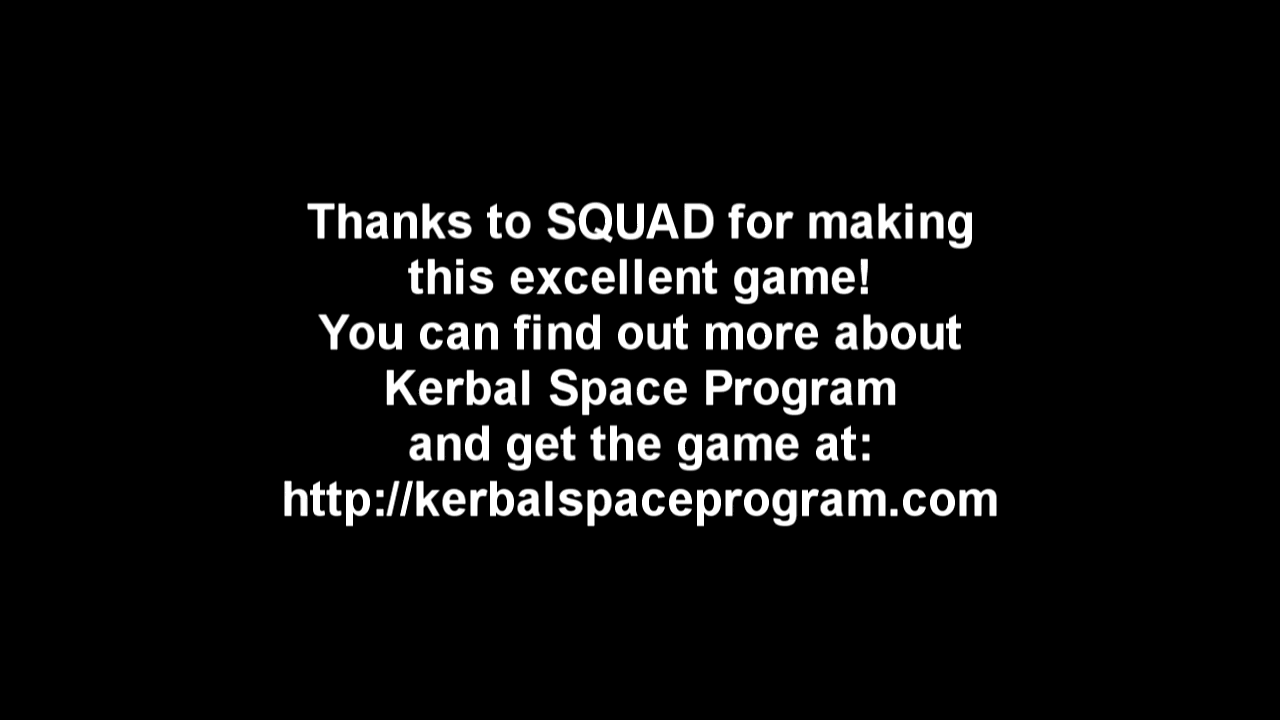 Thanks to SQUAD for making
this excellent game!
You can find out more about
Kerbal Space Program
and get the game at:
http://kerbalspaceprogram.com